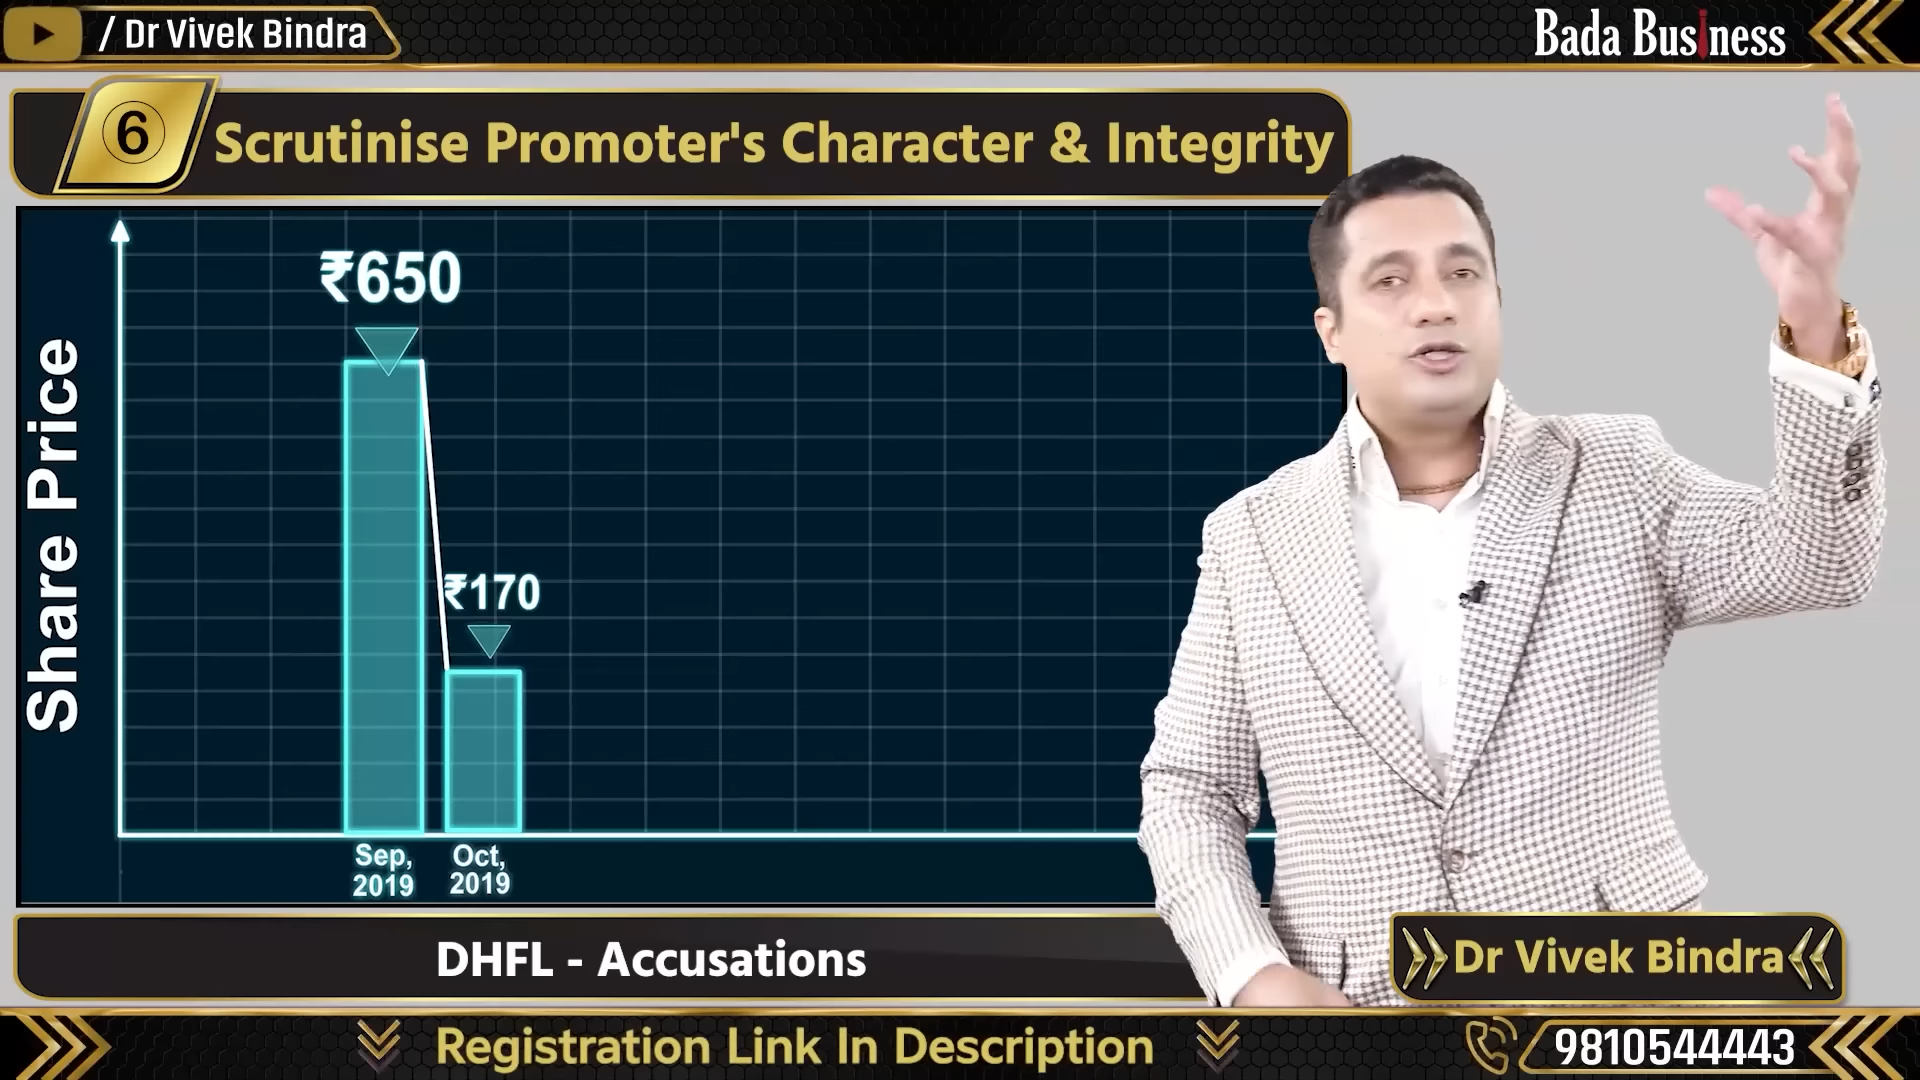 / Dr Vivek Bindra
Bada Business
6
Scrutinise Promoter's Character & Integrity
Share Price
₹650
₹170
Sep,
2019
Oct,
2019
DHFL - Accusations
Dr Vivek Bindra
Registration Link In Description
9810544443